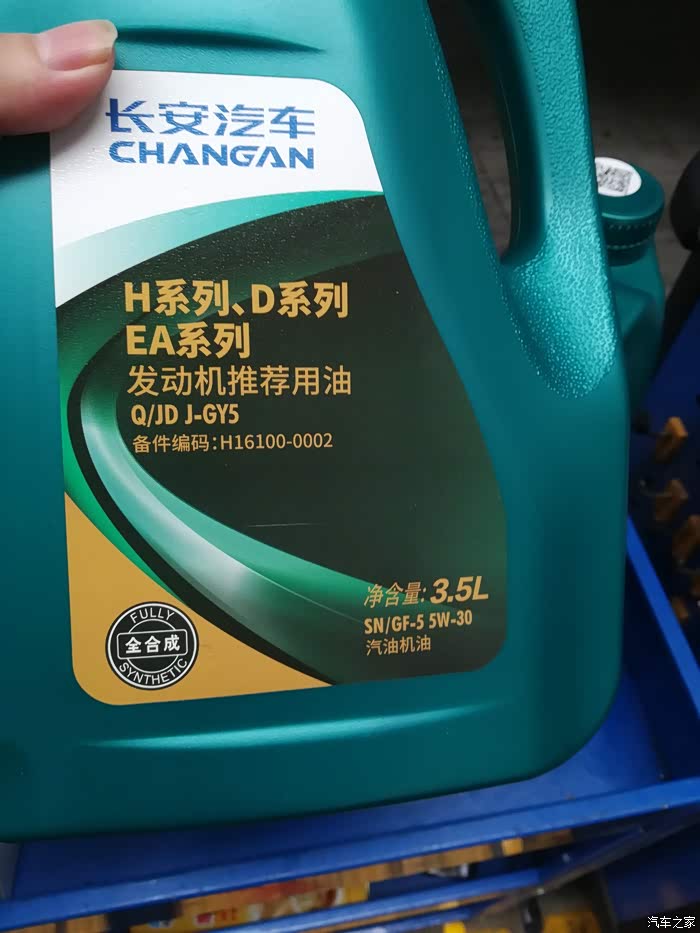 长安汽车
CHANGAN
H系列、D系列
EA系列
发动机推荐用油
Q/JD J-GY5
备件编码：H16100-0002
净含量：3.5L
SN/GF-5 5W-30
汽油机油
FULLY
全合成
SYNTHETIC
汽车之家